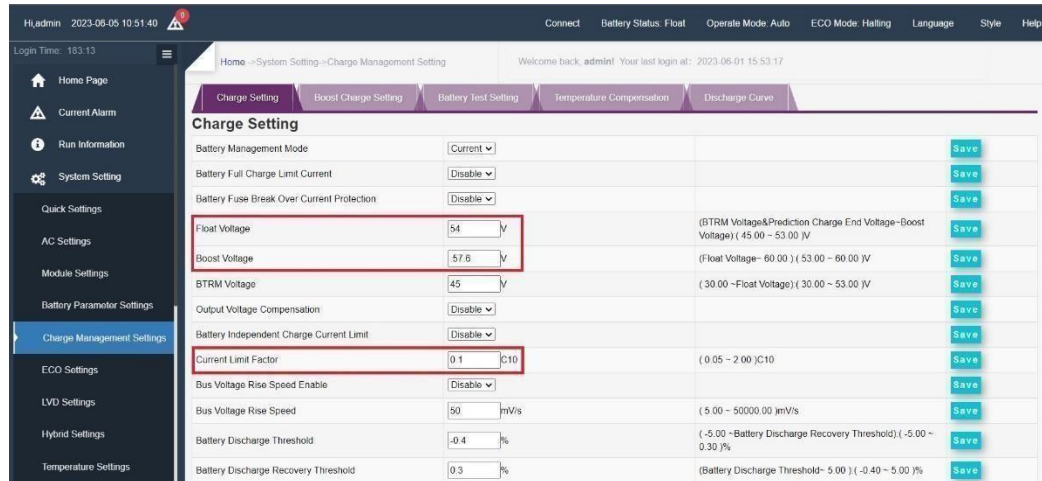 Hi,admin 2023-06-05 10:51:40 0 Connect Battery Status: Float Operate Mode: Auto ECO Mode: Halting Language Style Help
Login Time: 183:13
Home ->System Setting->Charge Management Setting Welcome back, admin! Your last login at: 2023-06-01 15:53:17
Home Page
Current Alarm
Run Information
System Setting
Quick Settings
AC Settings
Module Settings
Battery Paramotor Settings
Charge Management Settings
ECO Settings
LVD Settings
Hybrid Settings
Temperature Settings
Charge Setting Boost Charge Setting Battery Test Setting Temperature Compensation Discharge Curve
Charge Setting
Battery Management Mode Current Save
Battery Full Charge Limit Current Disable Save
Battery Fuse Break Over Current Protection Disable Save
Float Voltage 54 V (BTRM Voltage&Prediction Charge End Voltage~Boost
Voltage):( 45.00 ~ 53.00 )V Save
Boost Voltage 57.6 V (Float Voltage~ 60.00 ):( 53.00 ~ 60.00 )V Save
BTRM Voltage 45 V ( 30.00 ~Float Voltage):( 30.00 ~ 53.00 )V Save
Output Voltage Compensation Disable Save
Battery Independent Charge Current Limit Disable Save
Current Limit Factor 0.1 C10 ( 0.05 ~ 2.00 )C10 Save
Bus Voltage Rise Speed Enable Disable Save
Bus Voltage Rise Speed 50 mV/s ( 5.00 ~ 50000.00 )mV/s Save
Battery Discharge Threshold -0.4 % ( -5.00 ~Battery Discharge Recovery Threshold):( -5.00 ~
0.30 )% Save
Battery Discharge Recovery Threshold 0.3 % (Battery Discharge Threshold~ 5.00 ):( -0.40 ~ 5.00 )% Save